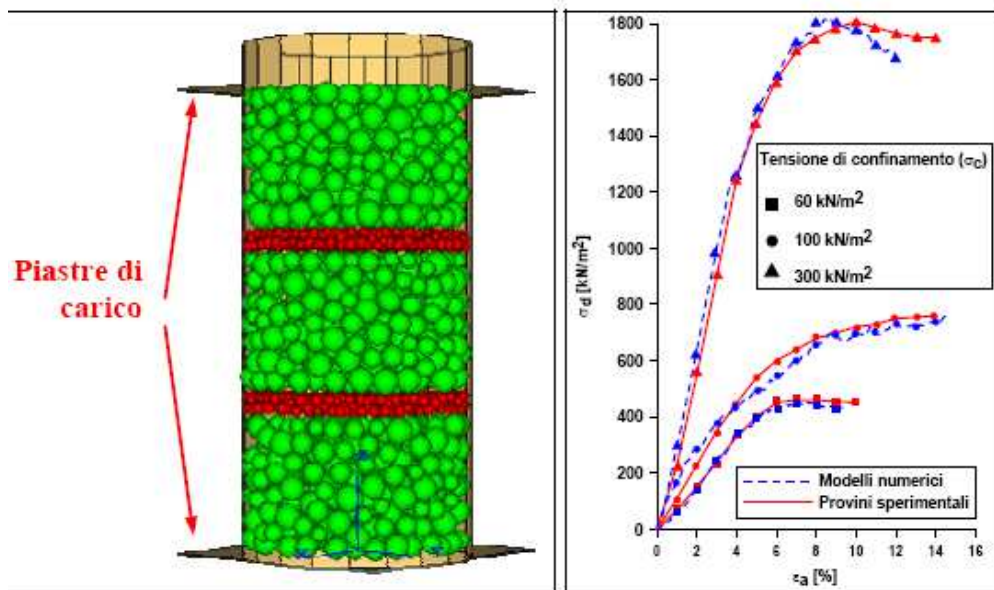 Piastre di
carico
1800
1600
1400
1200
1000
800
600
400
200
0
σd [kN/m2]
Tensione di confinamento (σc)
60 kN/m2
100 kN/m2
300 kN/m2
Modelli numerici
Provini sperimentali
0 2 4 6 8 10 12 14 16
εa [%]